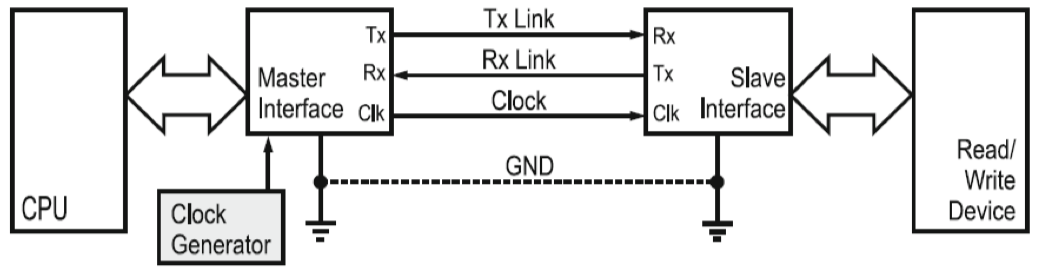 CPU
Clock
Generator
Master
Interface
Tx
Rx
Clk
Tx Link
Rx Link
Clock
GND
Rx
Tx
Clk
Slave
Interface
Read/
Write
Device